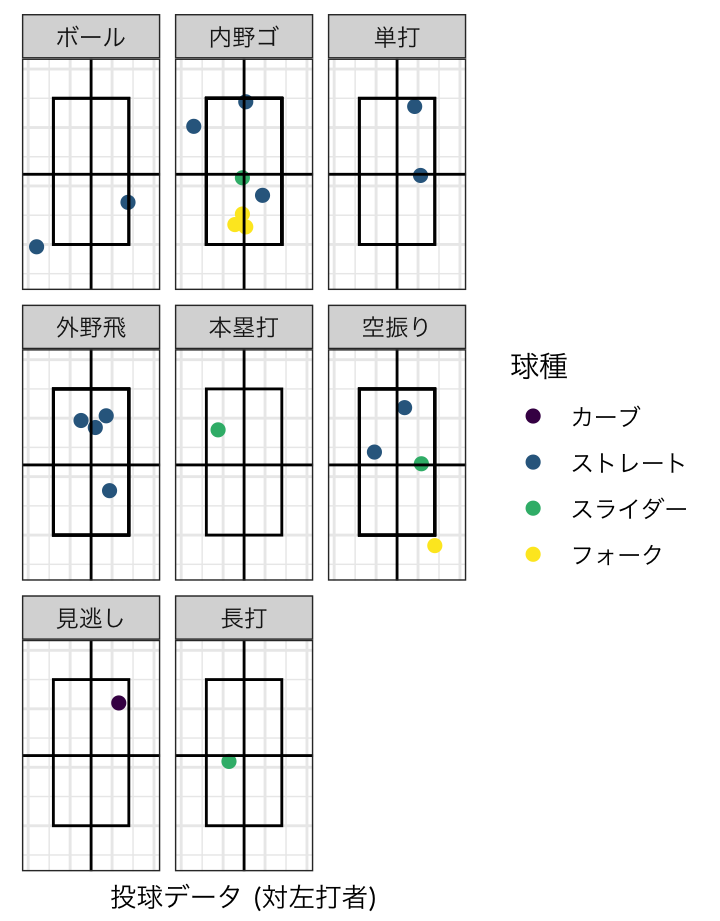 ボール
内野ゴ
単打
外野飛
本塁打
空振り
見逃し
長打
球種
カーブ
ストレート
スライダー
フォーク
投球データ (対左打者)